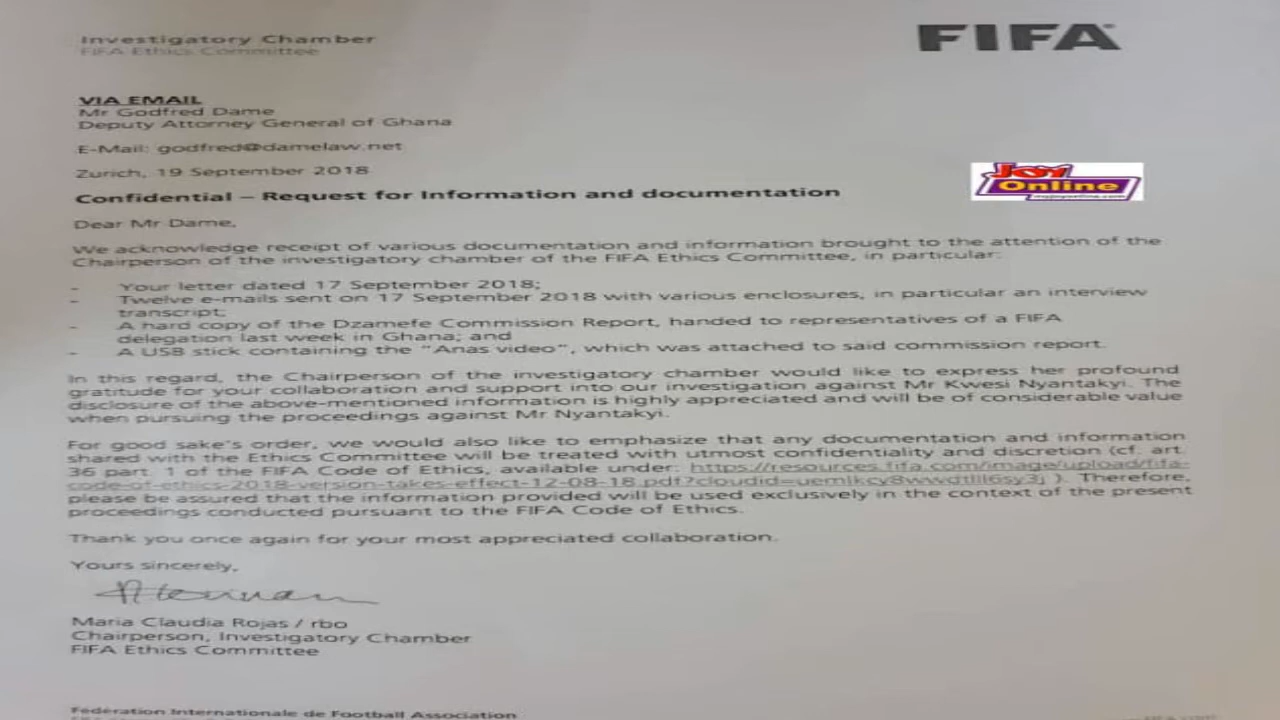 Investigatory Chamber
FIFA Ethics Committee
FIFA
VIA EMAIL
Mr Godfred Dame
Deputy Attorney General of Ghana
E-Mail: godfred@damelaw.net
Zurich, 19 September 2018
Joy
Online
Confidential – Request for Information and documentation
Dear Mr Dame,
We acknowledge receipt of various documentation and information brought to the attention of the
Chairperson of the investigatory chamber of the FIFA Ethics Committee, in particular:
- Your letter dated 17 September 2018;
- Twelve e-mails sent on 17 September 2018 with various enclosures, in particular an interview
transcript;
- A hard copy of the Dzamefe Commission Report, handed to representatives of a FIFA
delegation last week in Ghana; and
- A USB stick containing the "Anas video", which was attached to said commission report.
In this regard, the Chairperson of the investigatory chamber would like to express her profound
gratitude for your collaboration and support into our investigation against Mr Kwesi Nyantakyi. The
disclosure of the above-mentioned information is highly appreciated and will be of considerable value
when pursuing the proceedings against Mr Nyantakyi.
For good sake's order, we would also like to emphasize that any documentation and information
shared with the Ethics Committee will be treated with utmost confidentiality and discretion (cf. art.
36 part. 1 of the FIFA Code of Ethics, available under: https://resources.fifa.com/image/upload/fifa-
). Therefore,
please be assured that the information provided will be used exclusively in the context of the present
proceedings conducted pursuant to the FIFA Code of Ethics.
Thank you once again for your most appreciated collaboration.
Yours sincerely,
Maria Claudia Rojas / rbo
Chairperson, Investigatory Chamber
FIFA Ethics Committee
Fédération Internationale de Football Association